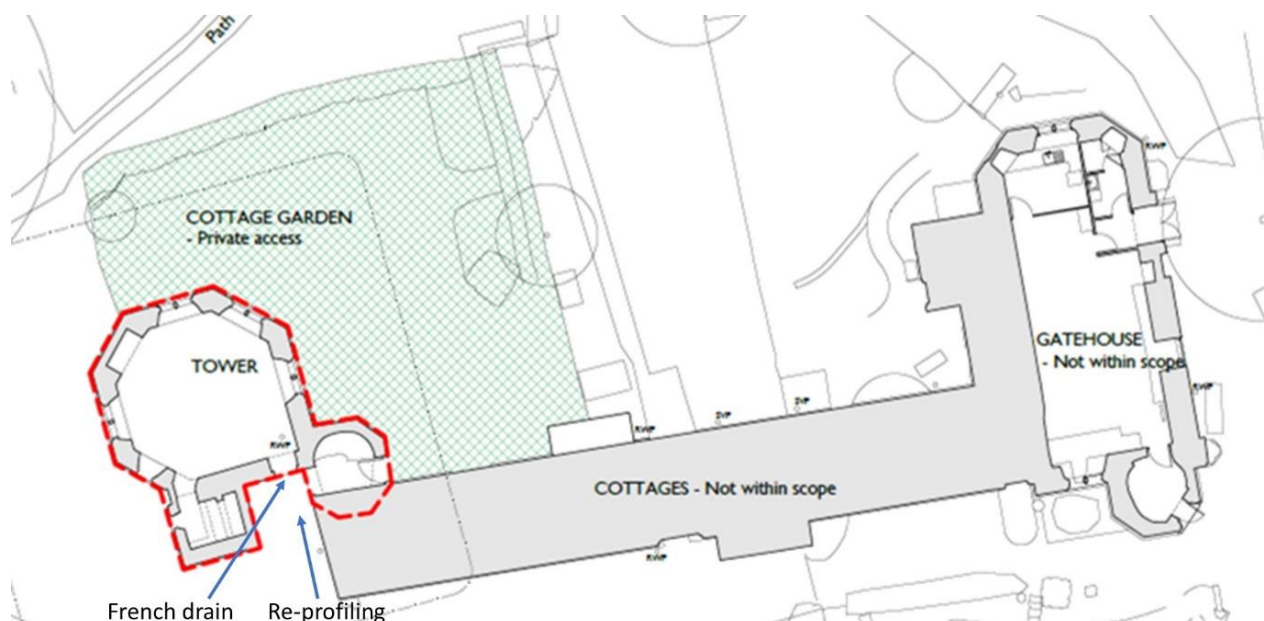 Path
COTTAGE GARDEN
- Private access
TOWER
RWP
GATEHOUSE
- Not within scope
RWP
RWP
RWP
SVP
SVP
COTTAGES - Not within scope
RWP
French drain
Re-profiling